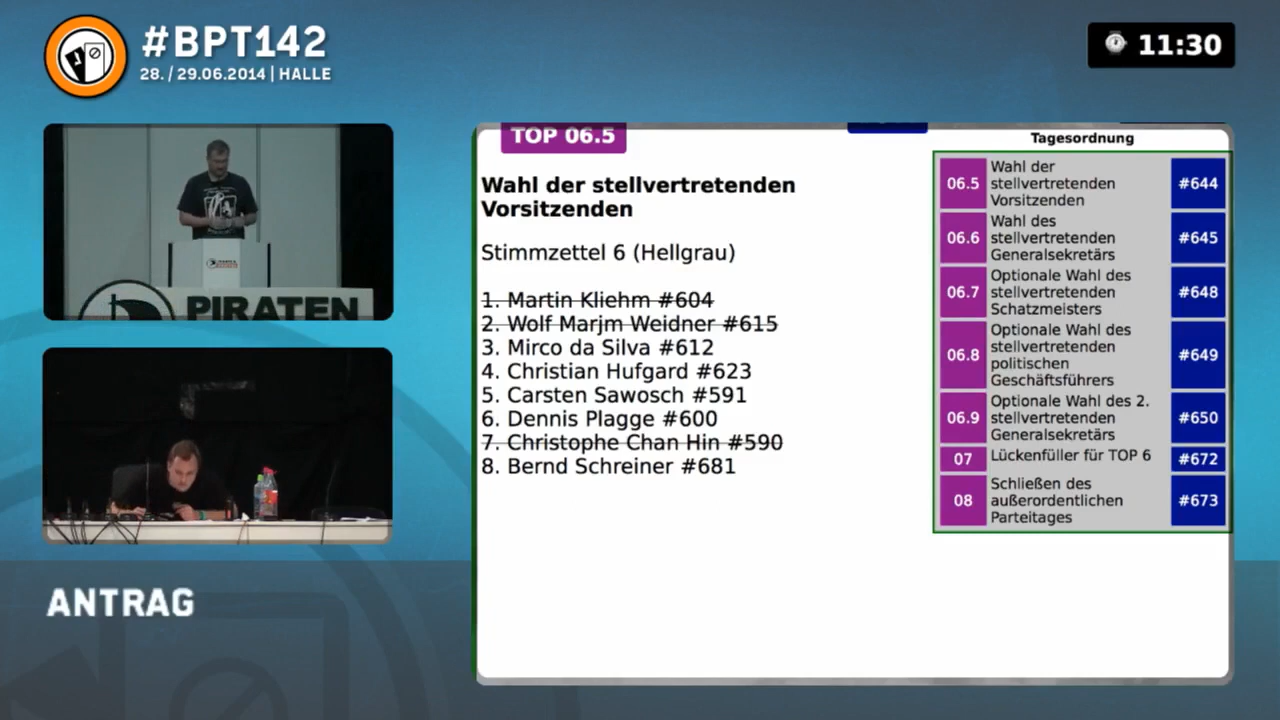 #BPT142
28. / 29.06.2014 | HALLE
11:30
PIRATEN
ANTRAG
TOP 06.5
Wahl der stellvertretenden
Vorsitzenden
Stimmzettel 6 (Hellgrau)
1. Martin Kliehm #604
2. Wolf Marjm Weidner #615
3. Mirco da Silva #612
4. Christian Hufgard #623
5. Carsten Sawosch #591
6. Dennis Plagge #600
7. Christophe Chan Hin #590
8. Bernd Schreiner #681
Tagesordnung
06.5
Wahl der
stellvertretenden
Vorsitzenden
#644
06.6
Wahl des
stellvertretenden
Generalsekretärs
#645
06.7
Optionale Wahl des
stellvertretenden
Schatzmeisters
#648
06.8
Optionale Wahl des
stellvertretenden
politischen
Geschäftsführers
#649
06.9
Optionale Wahl des 2.
stellvertretenden
Generalsekretärs
#650
07
Lückenfüller für TOP 6
#672
08
Schließen des
außerordentlichen
Parteitages
#673